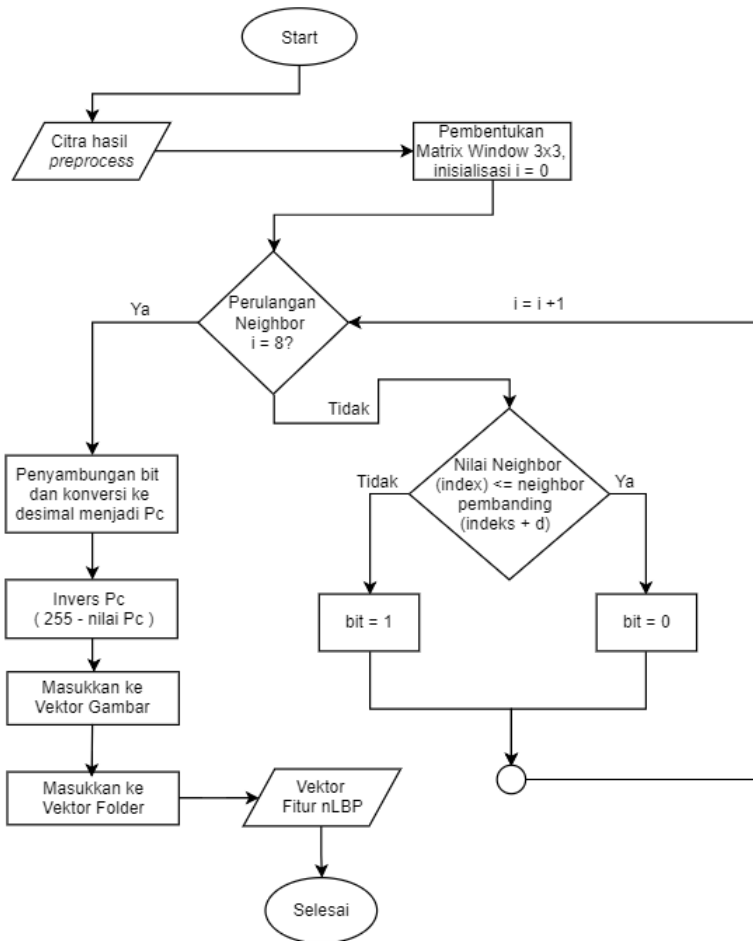 Start
Citra hasil
preprocess
Pembentukan
Matrix Window 3x3,
inisialisasi i = 0
Perulangan
Neighbor
i = 8?
Ya
i = i +1
Tidak
Nilai Neighbor
(index) <= neighbor
pembanding
(indeks + d)
Tidak
Ya
Penyambungan bit
dan konversi ke
desimal menjadi Pc
bit = 1
bit = 0
Invers Pc
( 255 - nilai Pc )
Masukkan ke
Vektor Gambar
Masukkan ke
Vektor Folder
Vektor
Fitur nLBP
Selesai